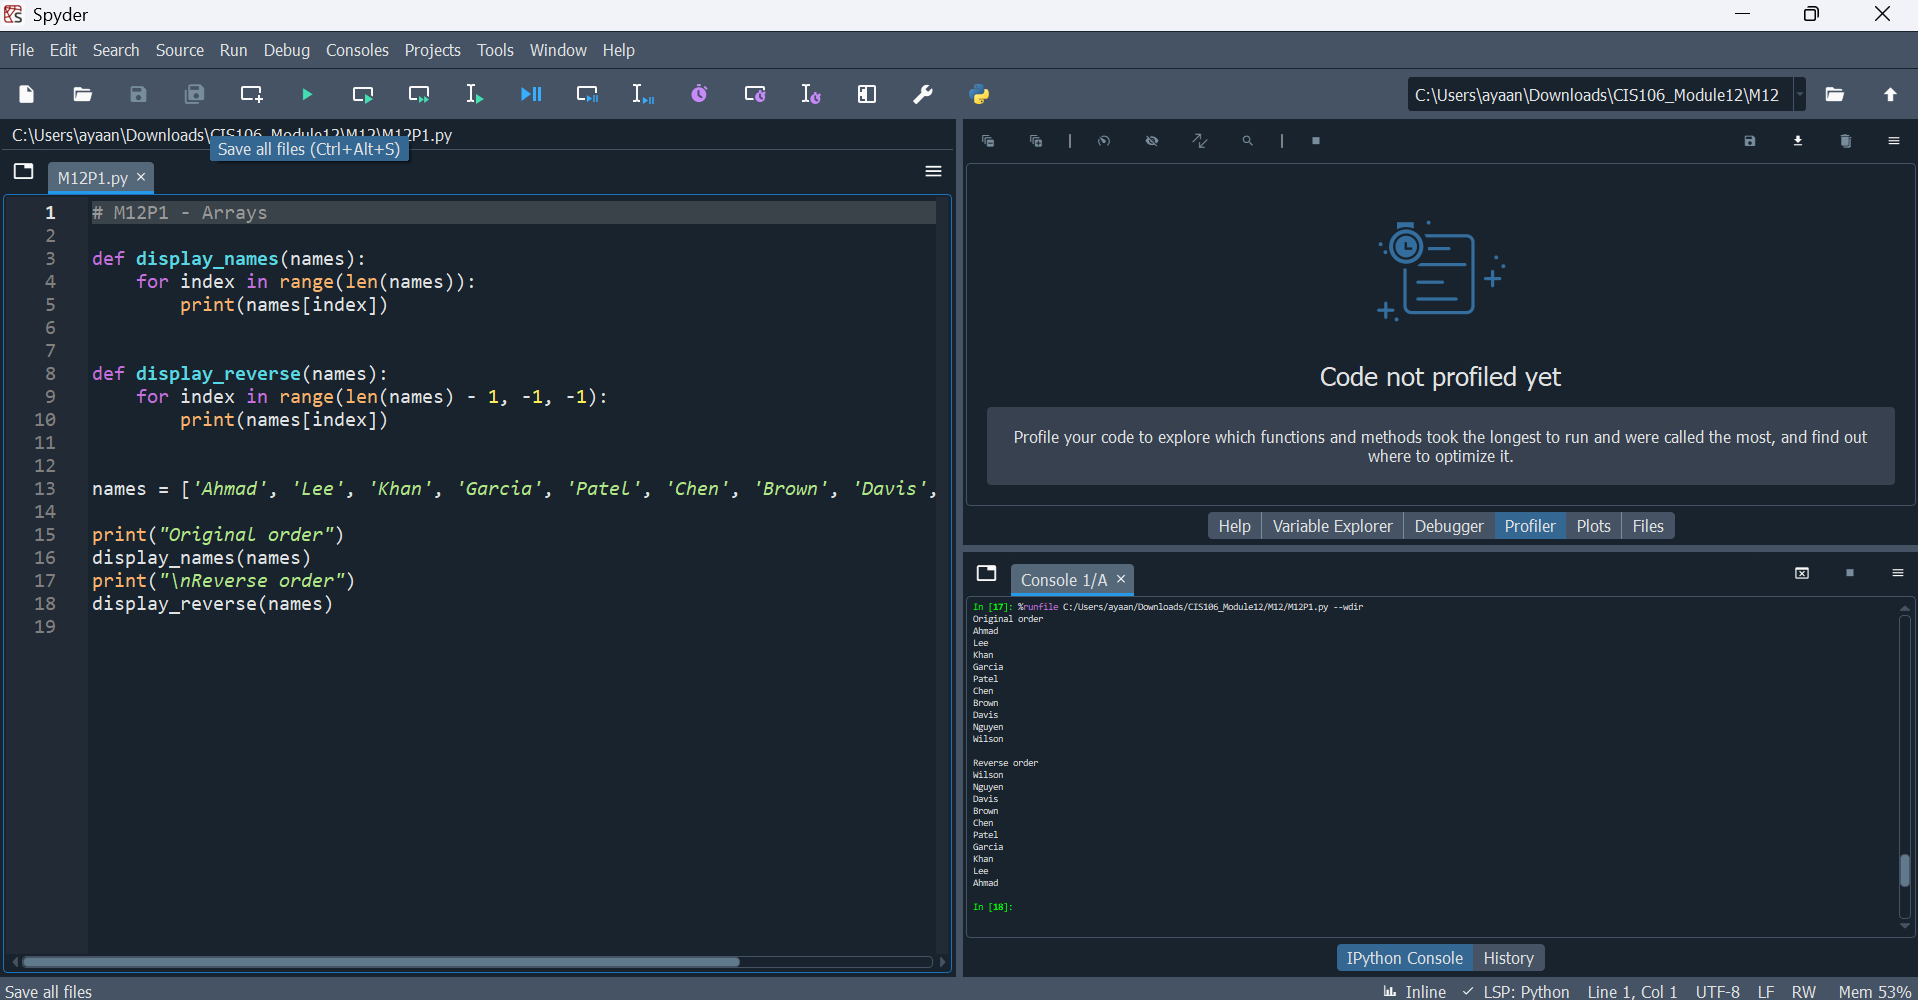 Spyder
File Edit Search Source Run Debug Consoles Projects Tools Window Help
C:\Users\ayaan\Downloads\CIS106_Module12\M12
C:\Users\ayaan\Downloads\CIS106_Module12\M12\M12P1.py
Save all files (Ctrl+Alt+S)
M12P1.py
1 # M12P1 - Arrays
2
3 def display_names(names):
4     for index in range(len(names)):
5         print(names[index])
6
7
8 def display_reverse(names):
9     for index in range(len(names) - 1, -1, -1):
10         print(names[index])
11
12
13 names = ['Ahmad', 'Lee', 'Khan', 'Garcia', 'Patel', 'Chen', 'Brown', 'Davis',
14
15 print("Original order")
16 display_names(names)
17 print("\nReverse order")
18 display_reverse(names)
19
Code not profiled yet
Profile your code to explore which functions and methods took the longest to run and were called the most, and find out
where to optimize it.
Help Variable Explorer Debugger Profiler Plots Files
Console 1/A
In [17]: %runfile C:/Users/ayaan/Downloads/CIS106_Module12/M12/M12P1.py --wdir
Original order
Ahmad
Lee
Khan
Garcia
Patel
Chen
Brown
Davis
Nguyen
Wilson
Reverse order
Wilson
Nguyen
Davis
Brown
Chen
Patel
Garcia
Khan
Lee
Ahmad
In [18]:
IPython Console History
Save all files
Inline LSP: Python Line 1, Col 1 UTF-8 LF RW Mem 53%